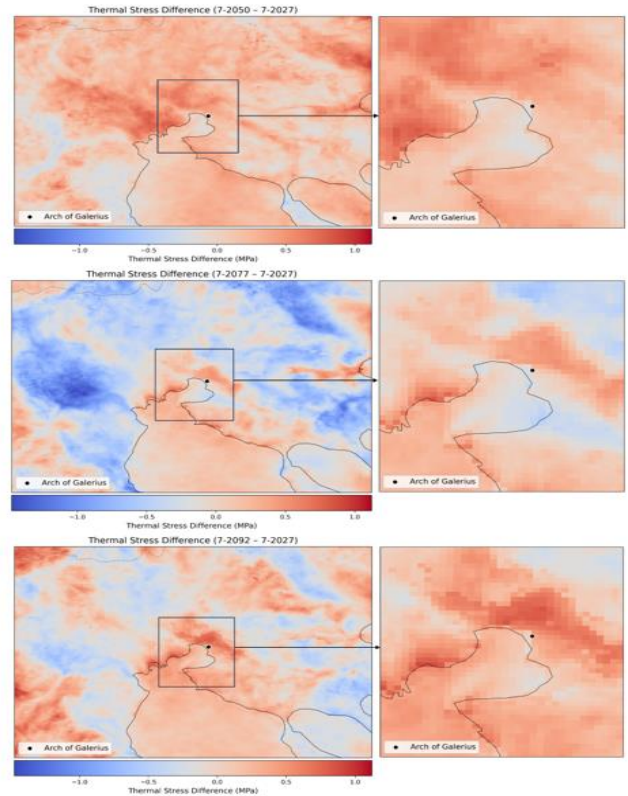 Thermal Stress Difference (7-2050 – 7-2027)
Arch of Galerius
Arch of Galerius
−1.0 −0.5 0.0 0.5 1.0
Thermal Stress Difference (MPa)
Thermal Stress Difference (7-2077 – 7-2027)
Arch of Galerius
Arch of Galerius
−1.0 −0.5 0.0 0.5 1.0
Thermal Stress Difference (MPa)
Thermal Stress Difference (7-2092 – 7-2027)
Arch of Galerius
Arch of Galerius
−1.0 −0.5 0.0 0.5 1.0
Thermal Stress Difference (MPa)